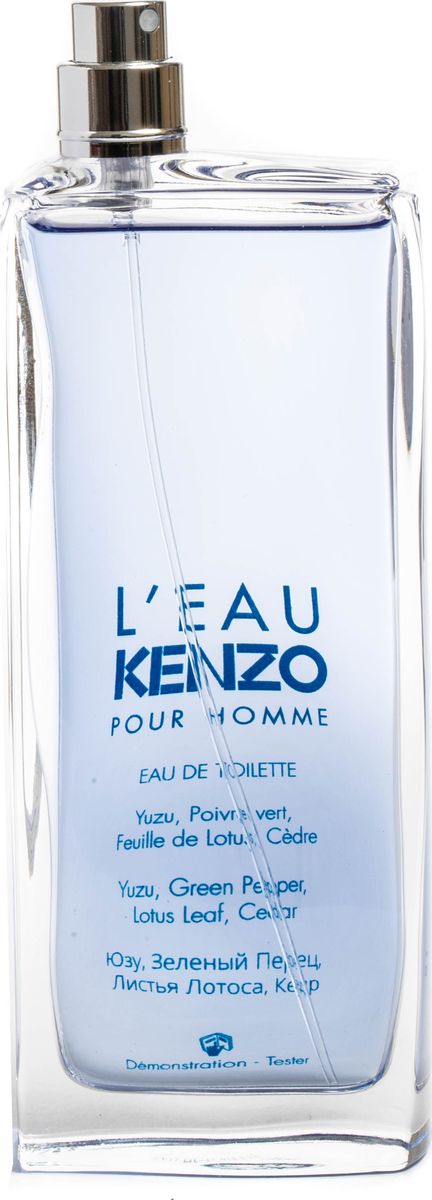 L'EAU
KENZO
POUR HOMME
EAU DE TOILETTE
Yuzu, Poivre vert,
Feuille de Lotus, Cèdre
Yuzu, Green Pepper,
Lotus Leaf, Cedar
Юзу, Зеленый Перец,
Листья Лотоса, Кедр
Démonstration - Tester